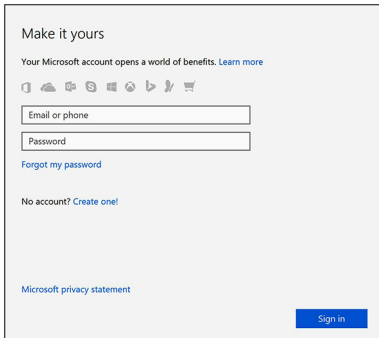 Make it yours
Your Microsoft account opens a world of benefits. Learn more
Email or phone
Password
Forgot my password
No account? Create one!
Microsoft privacy statement
Sign in